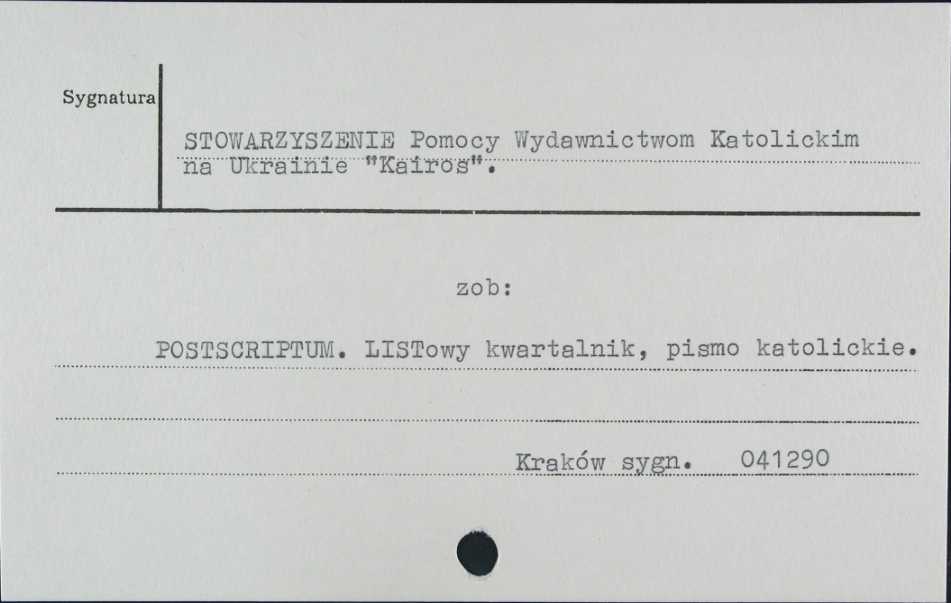 Sygnatura
STOWARZYSZENIE Pomocy Wydawnictwom Katolickim
na Ukrainie "Kairos".
zob:
POSTSCRIPTUM. LISTowy kwartalnik, pismo katolickie.
Kraków sygn. 041290